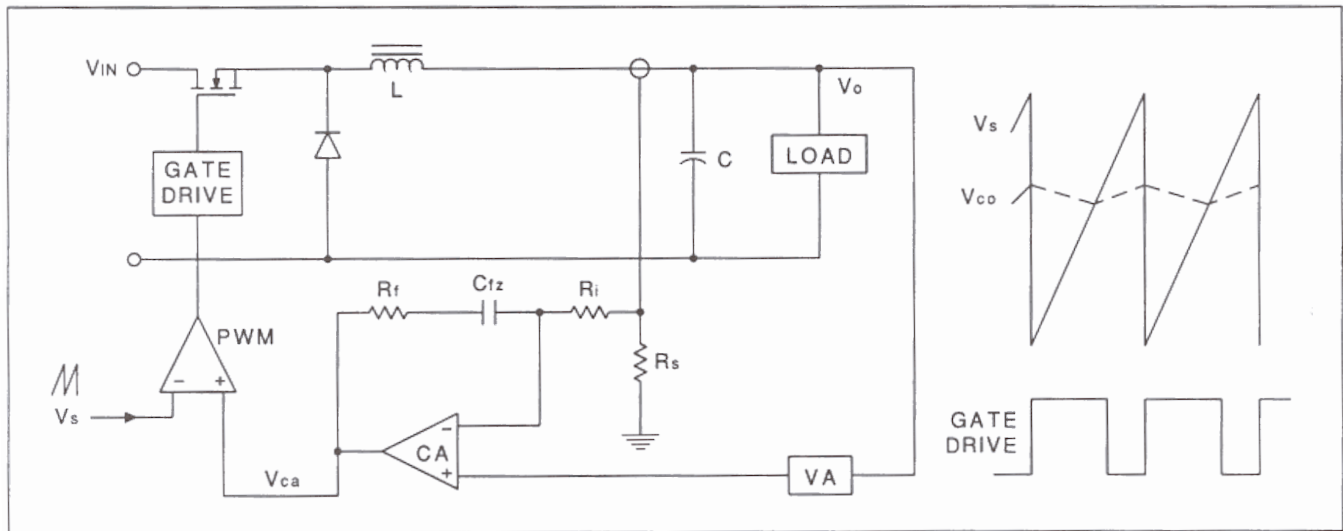 VIN
L
Vo
GATE
DRIVE
C
LOAD
Rf
Cfz
Ri
PWM
Rs
- +
Vs
-
CA
+
Vca
VA
Vs
Vco
GATE
DRIVE